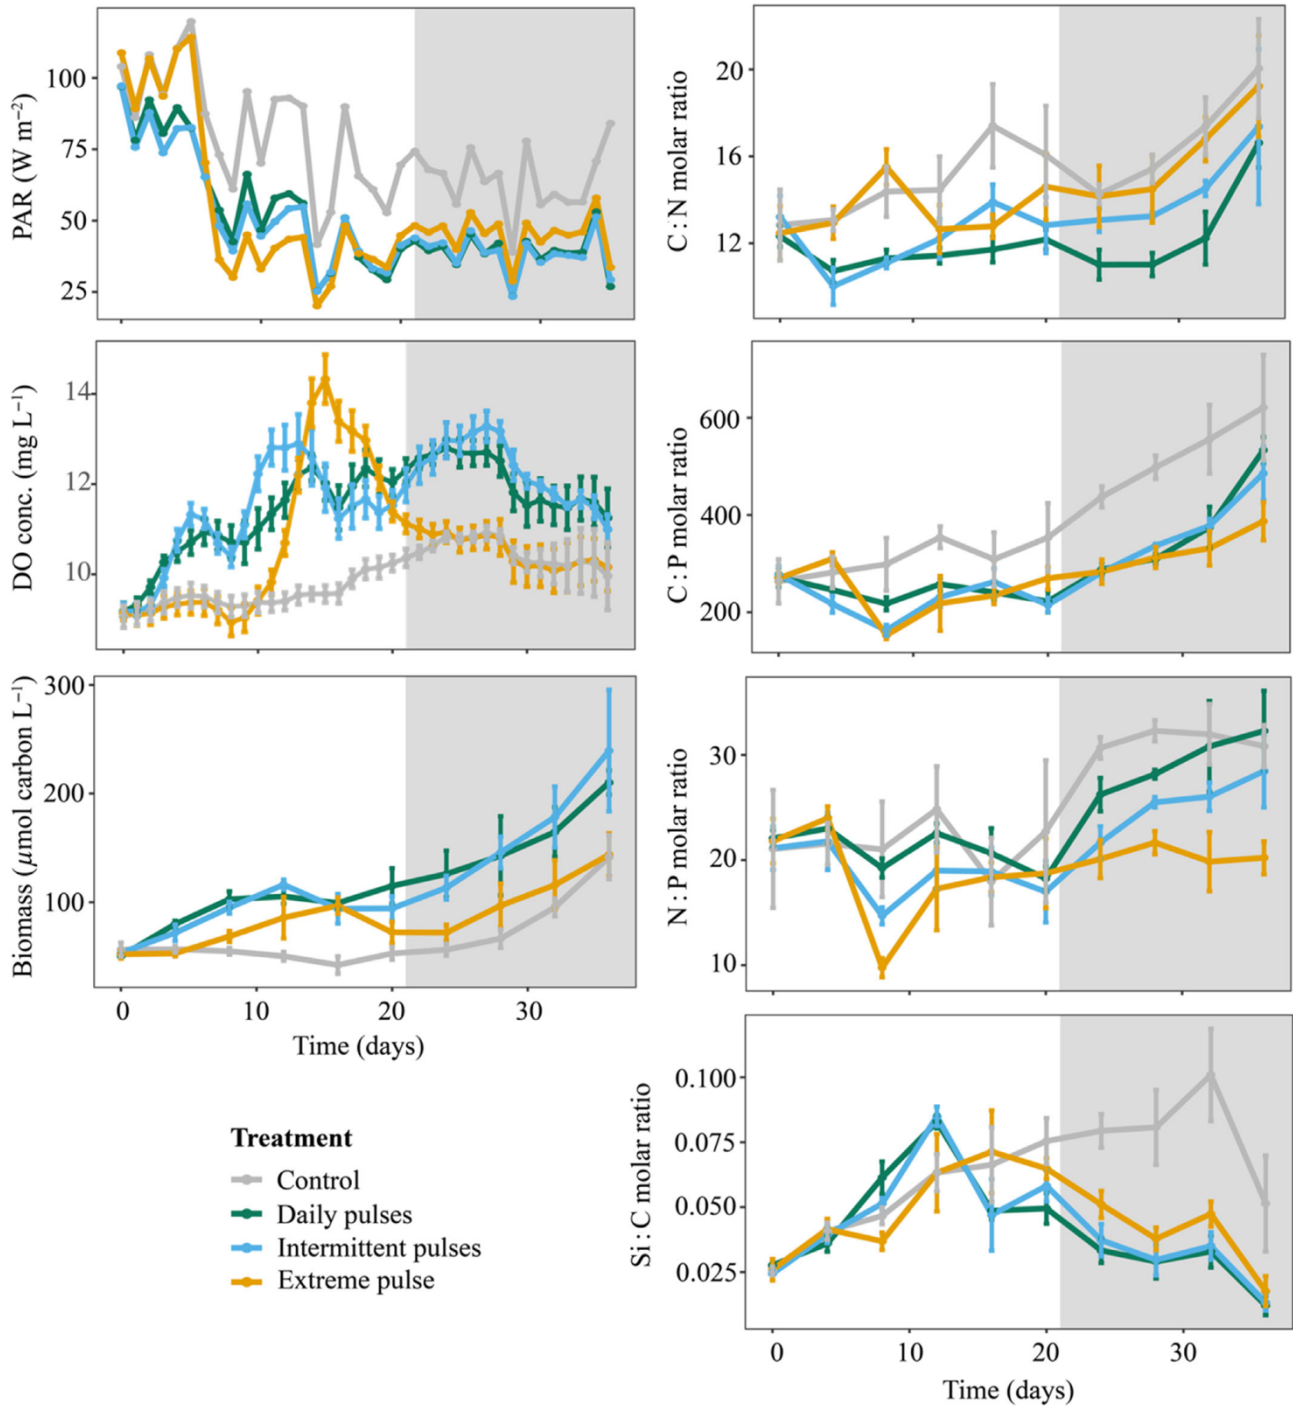 PAR (W m⁻²)
100
75
50
25
DO conc. (mg L⁻¹)
14
12
10
Biomass (μmol carbon L⁻¹)
300
200
100
0
10
20
30
Time (days)
Treatment
Control
Daily pulses
Intermittent pulses
Extreme pulse
C : N molar ratio
20
16
12
C : P molar ratio
600
400
200
N : P molar ratio
30
20
10
Si : C molar ratio
0.100
0.075
0.050
0.025
0
10
20
30
Time (days)